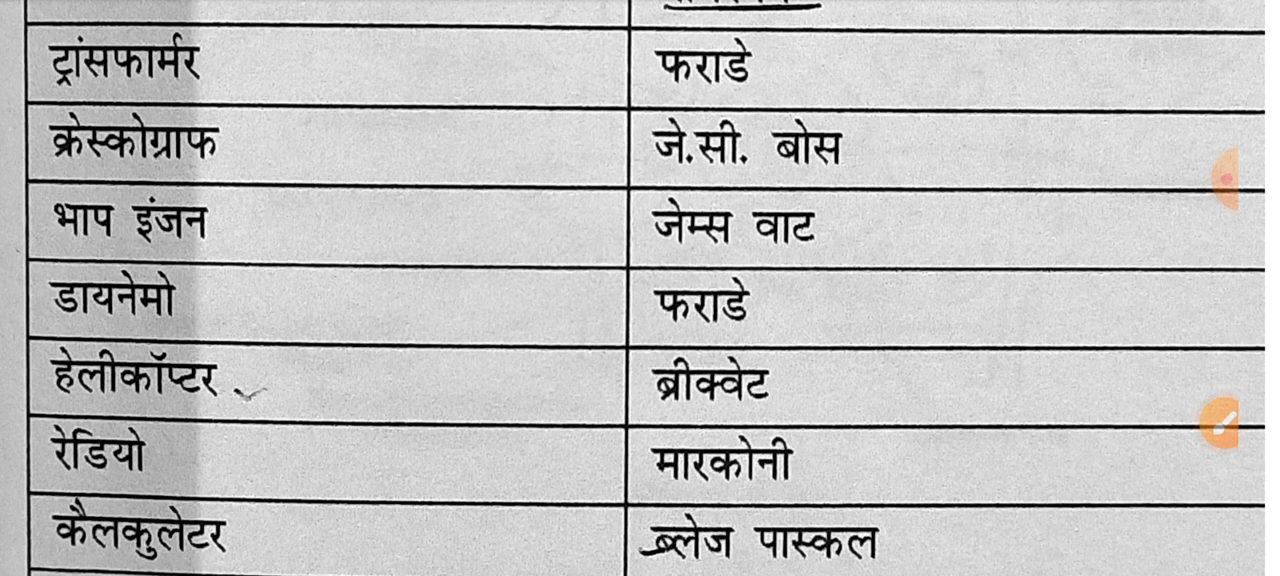 ट्रांसफार्मर फराडे
क्रेस्कोग्राफ जे.सी. बोस
भाप इंजन जेम्स वाट
डायनेमो फराडे
हेलीकॉप्टर ब्रीक्वेट
रेडियो मारकोनी
कैलकुलेटर ब्लेज पास्कल